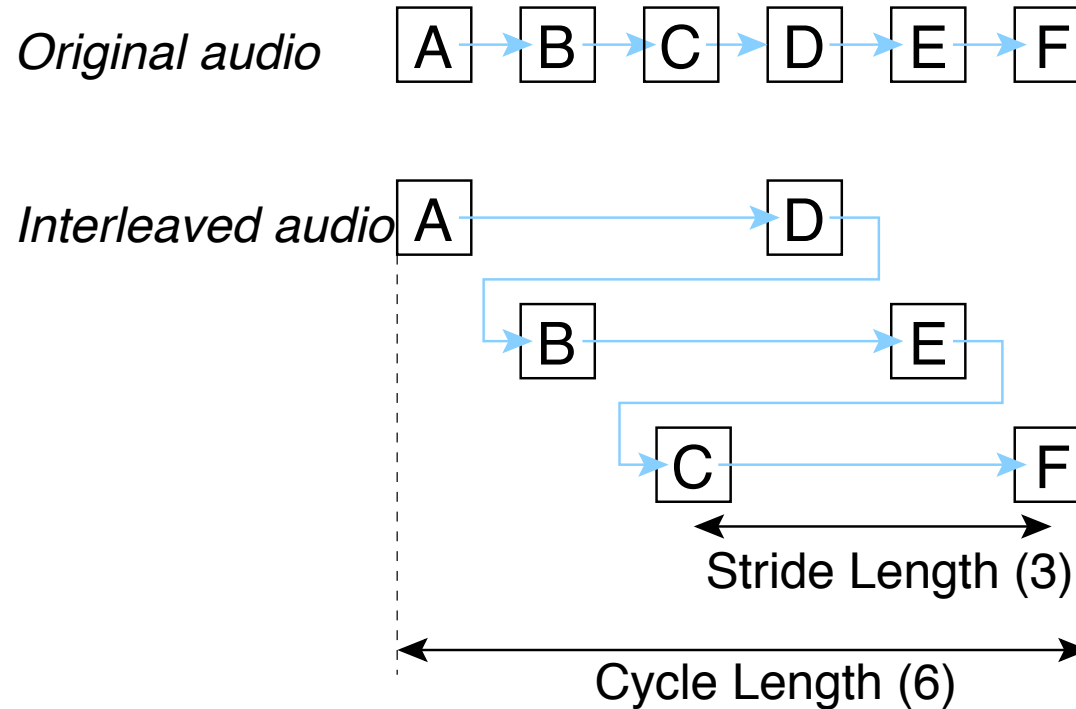 Original audio A B C D E F
Interleaved audio A D
B E
C F
Stride Length (3)
Cycle Length (6)